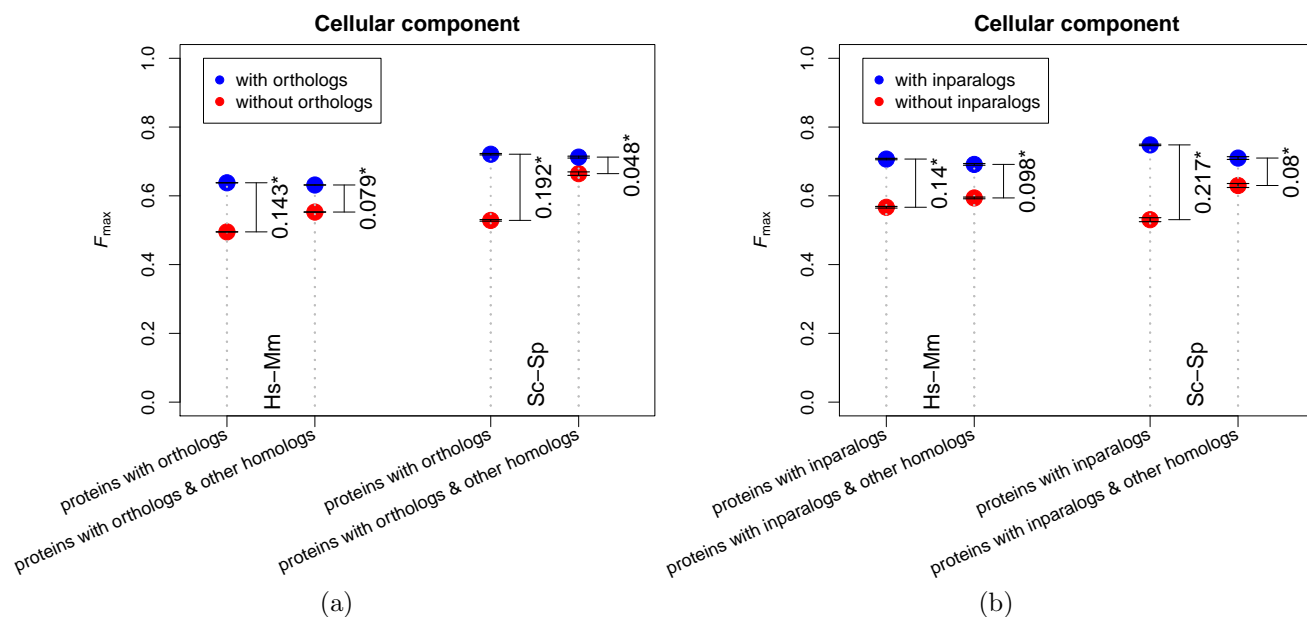 Cellular component
1.0
0.8
0.6
0.4
0.2
0.0
F max
with orthologs
without orthologs
0.143*
0.079*
0.192*
0.048*
Hs−Mm
Sc−Sp
proteins with orthologs
proteins with orthologs & other homologs
proteins with orthologs
proteins with orthologs & other homologs
(a)
Cellular component
1.0
0.8
0.6
0.4
0.2
0.0
F max
with inparalogs
without inparalogs
0.14*
0.098*
0.217*
0.08*
Hs−Mm
Sc−Sp
proteins with inparalogs
proteins with inparalogs & other homologs
proteins with inparalogs
proteins with inparalogs & other homologs
(b)